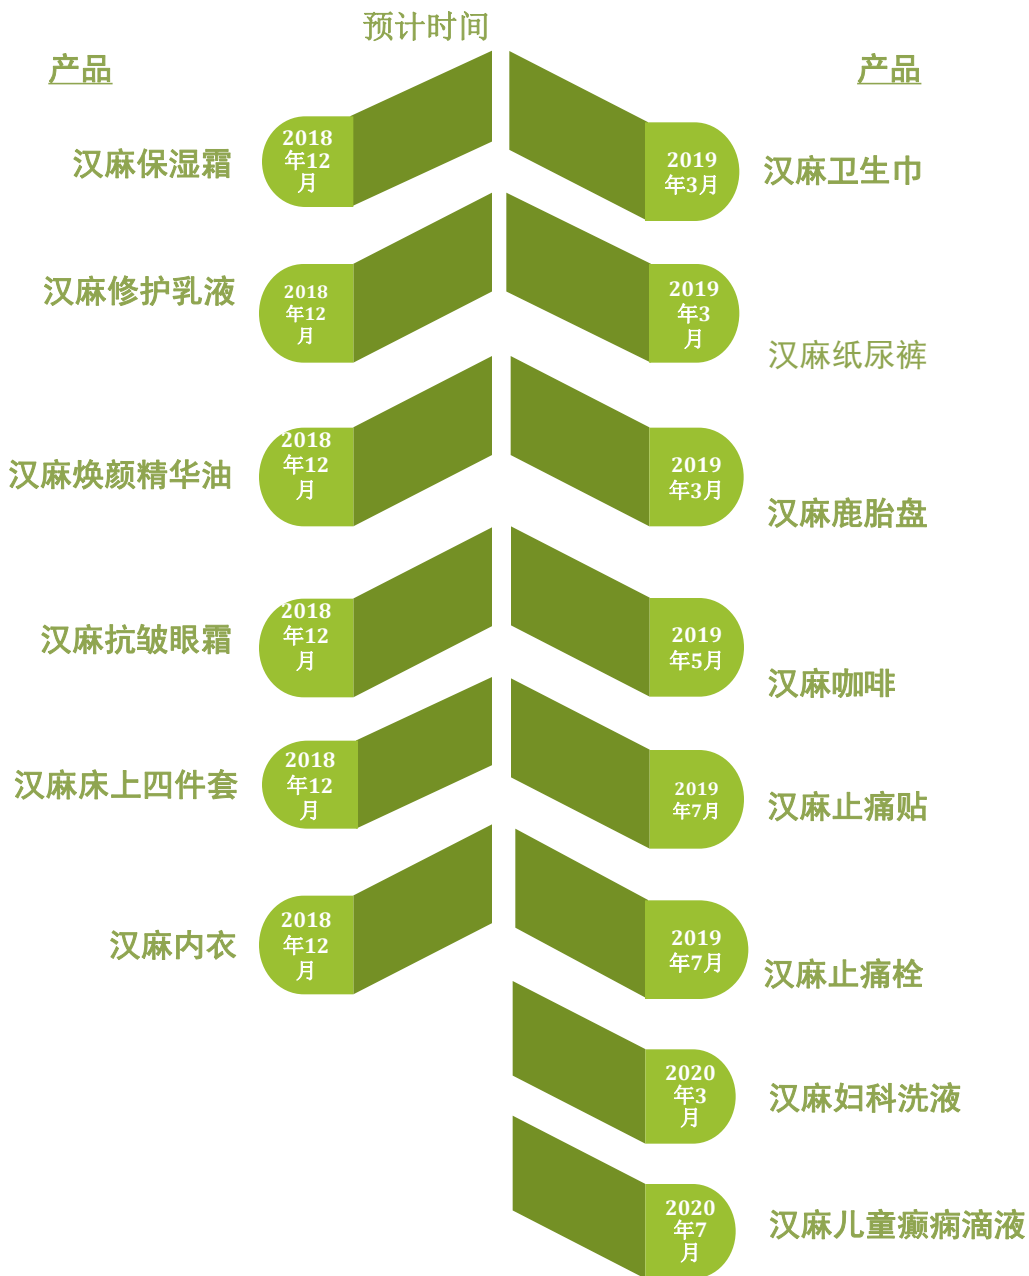 预计时间
产品
产品
汉麻保湿霜
2018
年12
月
2019
年3月
汉麻卫生巾
汉麻修护乳液
2018
年12
月
2019
年3
月
汉麻纸尿裤
汉麻焕颜精华油
2018
年12
月
2019
年3月
汉麻鹿胎盘
汉麻抗皱眼霜
2018
年12
月
2019
年5月
汉麻咖啡
汉麻床上四件套
2018
年12
月
2019
年7月
汉麻止痛贴
汉麻内衣
2018
年12
月
2019
年7月
汉麻止痛栓
2020
年3
月
汉麻妇科洗液
2020
年7
月
汉麻儿童癫痫滴液